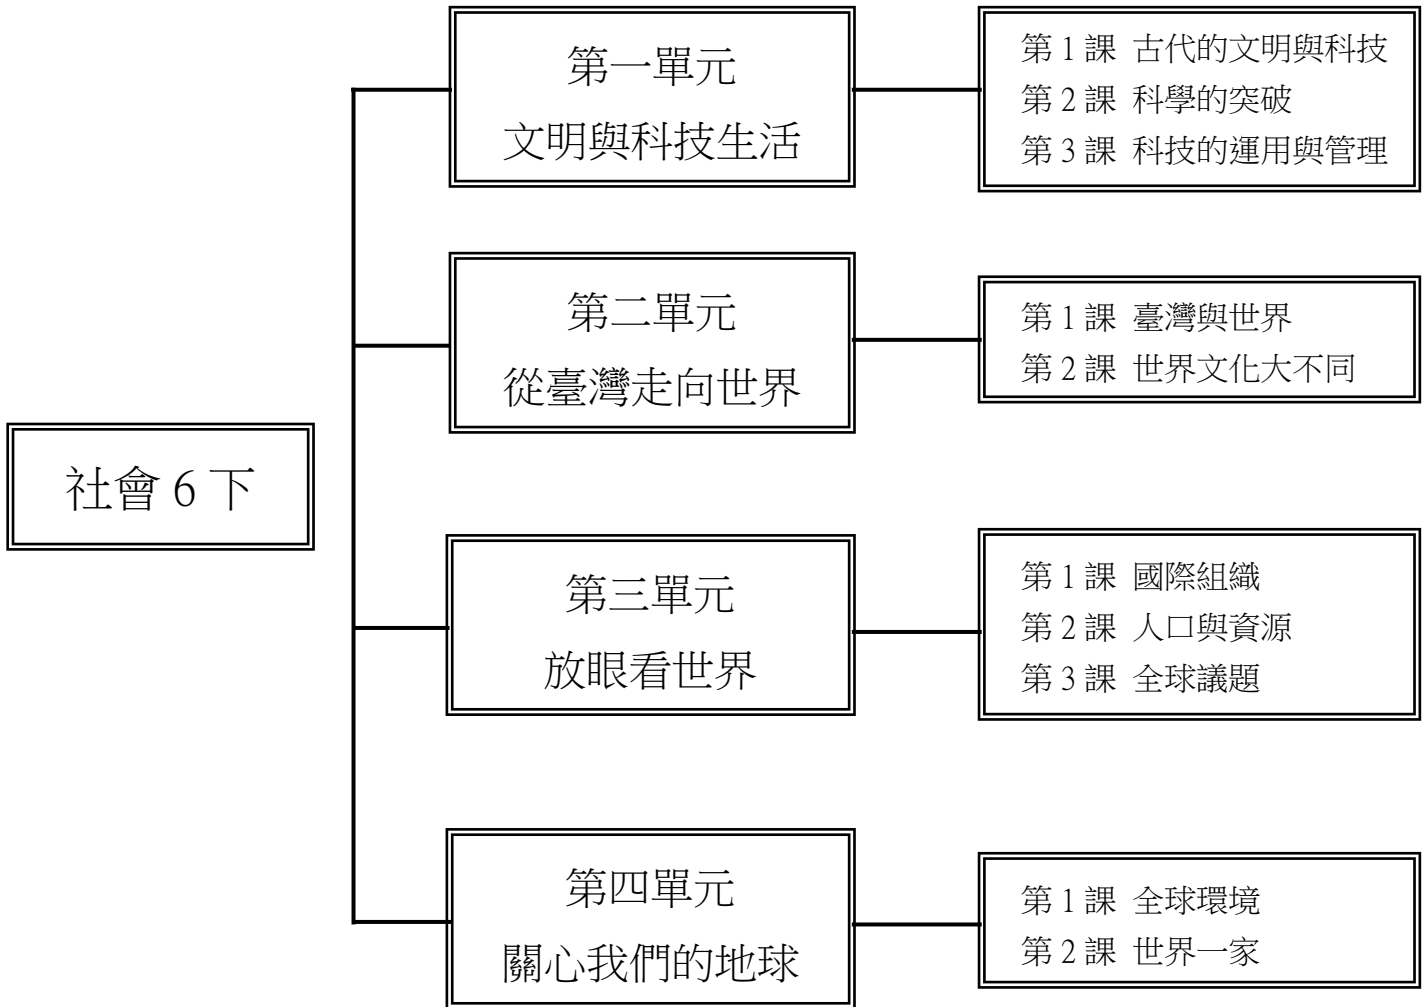 社會 6 下
第一單元
文明與科技生活
第 1 課 古代的文明與科技
第 2 課 科學的突破
第 3 課 科技的運用與管理
第二單元
從臺灣走向世界
第 1 課 臺灣與世界
第 2 課 世界文化大不同
第三單元
放眼看世界
第 1 課 國際組織
第 2 課 人口與資源
第 3 課 全球議題
第四單元
關心我們的地球
第 1 課 全球環境
第 2 課 世界一家